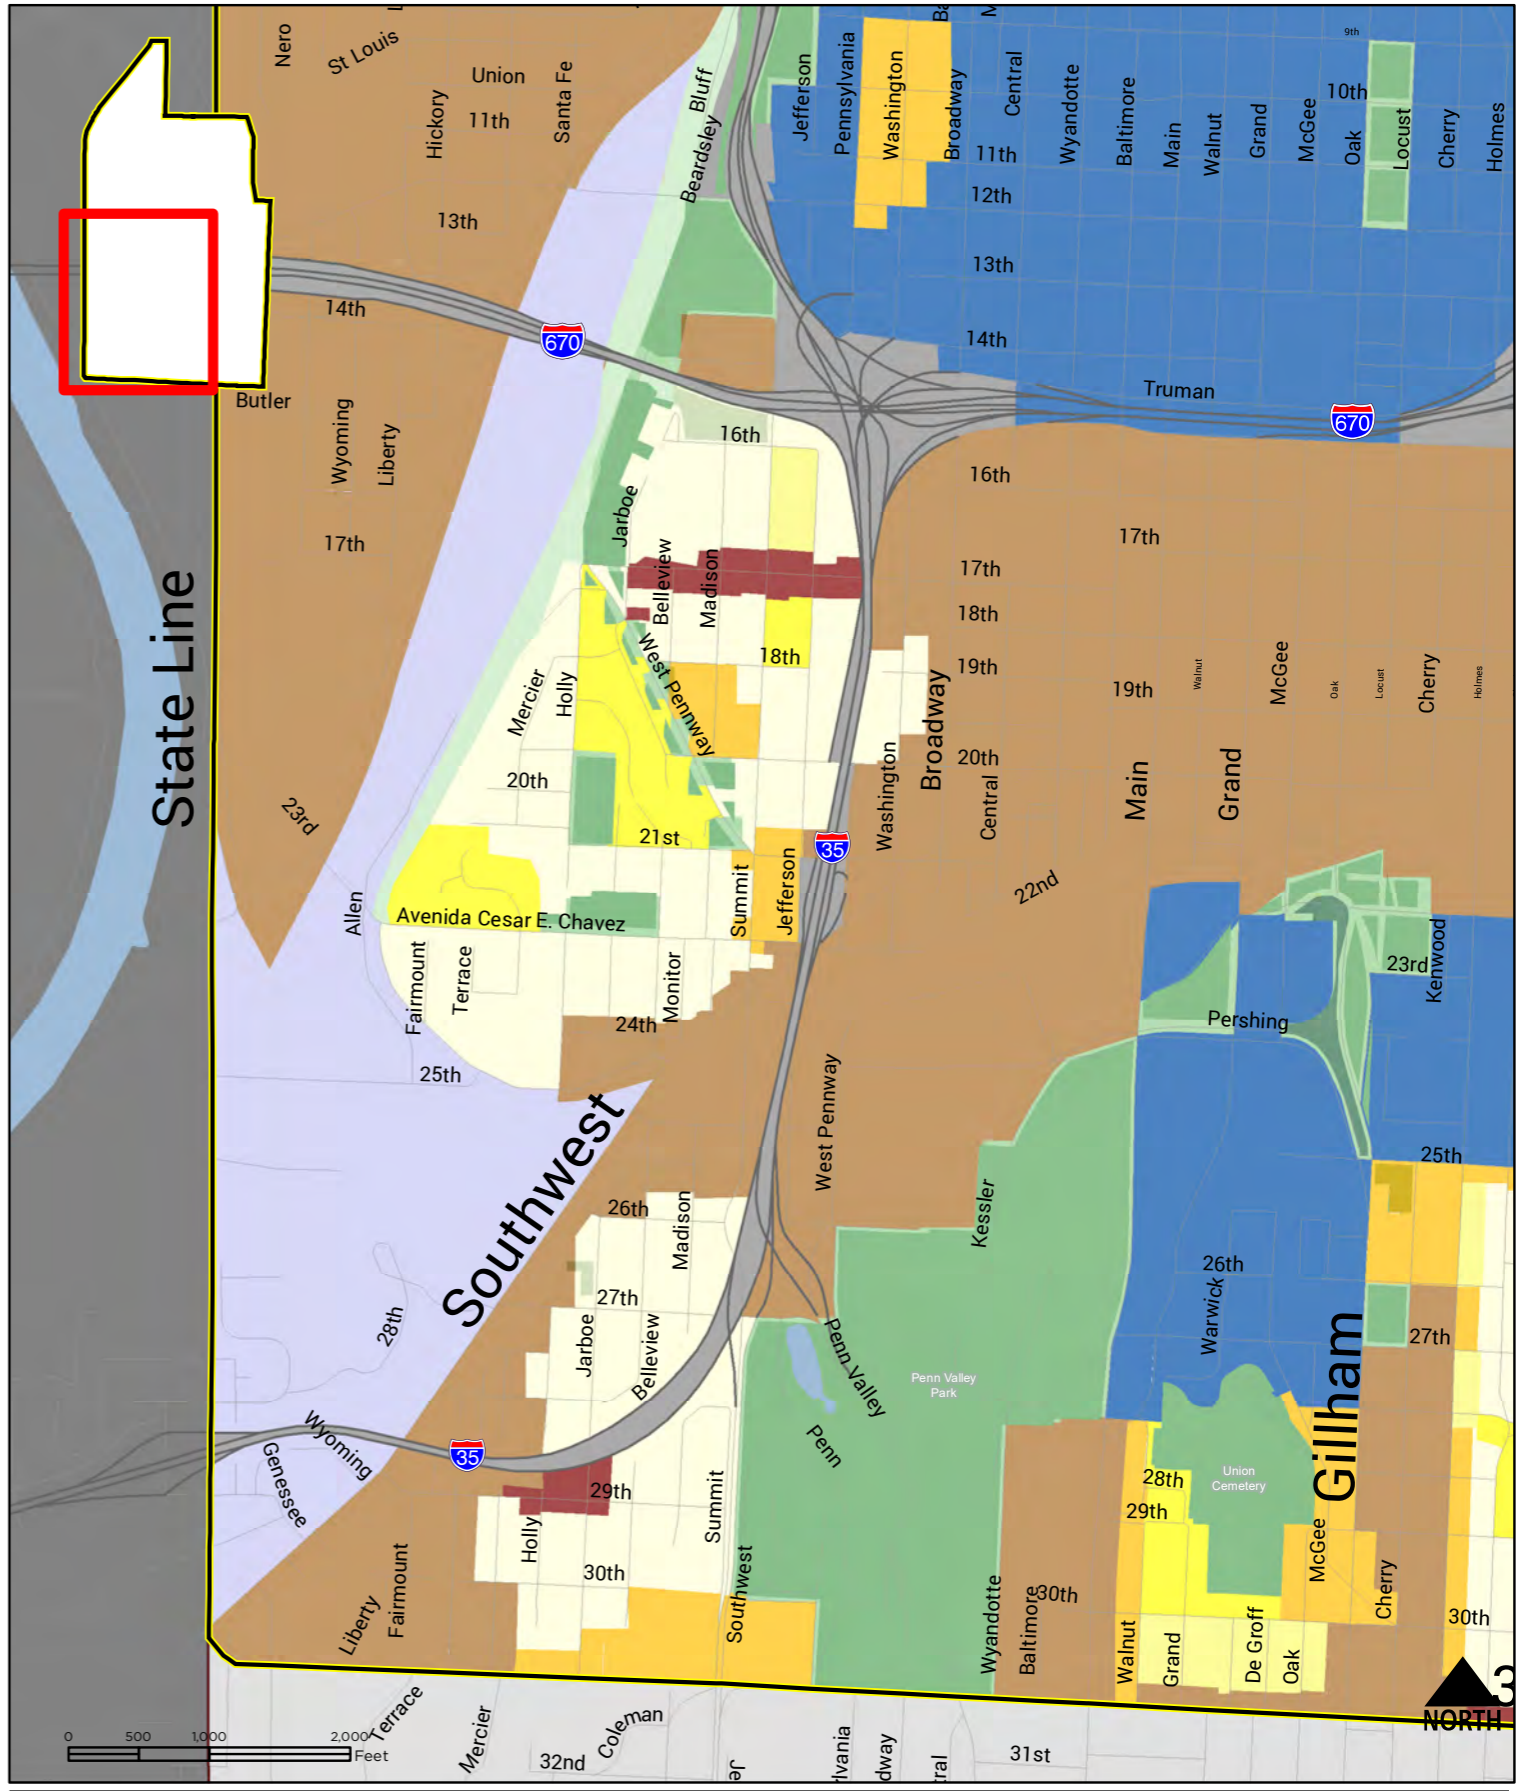 9th
Nero
St Louis
Union
Santa Fe
Hickory
11th
Bluff
Beardsley
Jefferson
Pennsylvania
Washington
Broadway
Central
Wyandotte
Baltimore
Main
Walnut
Grand
McGee
10th
Oak
Locust
Cherry
Holmes
Ba
11th
12th
13th
13th
14th
14th
670
Truman
670
Butler
Wyoming
Liberty
16th
16th
Jarboe
17th
17th
17th
Belleview
Madison
18th
State Line
West Pennway
18th
Mercier
Holly
19th
19th
Walnut
McGee
Oak
Locust
Cherry
Holmes
Broadway
Washington
20th
Central
Main
Grand
20th
23rd
21st
35
Summit
Jefferson
22nd
Allen
Avenida Cesar E. Chavez
Fairmount
Terrace
Monitor
23rd
Kenwood
24th
Pershing
25th
West Pennway
Southwest
25th
26th
Madison
Kessler
26th
Warwick
27th
28th
Jarboe
Belleview
Penn Valley
Penn Valley
Park
27th
Gillham
Wyoming
Genessee
35
Penn
29th
Summit
Union
Cemetery
28th
29th
Holly
McGee
30th
Southwest
Liberty
Fairmount
Wyandotte
Baltimore
30th
Walnut
Grand
De Groff
Oak
Cherry
30th
3
NORTH
0
500
1,000
2,000
Feet
Terrace
Mercier
Coleman
32nd
Je
lvania
dway
tral
31st